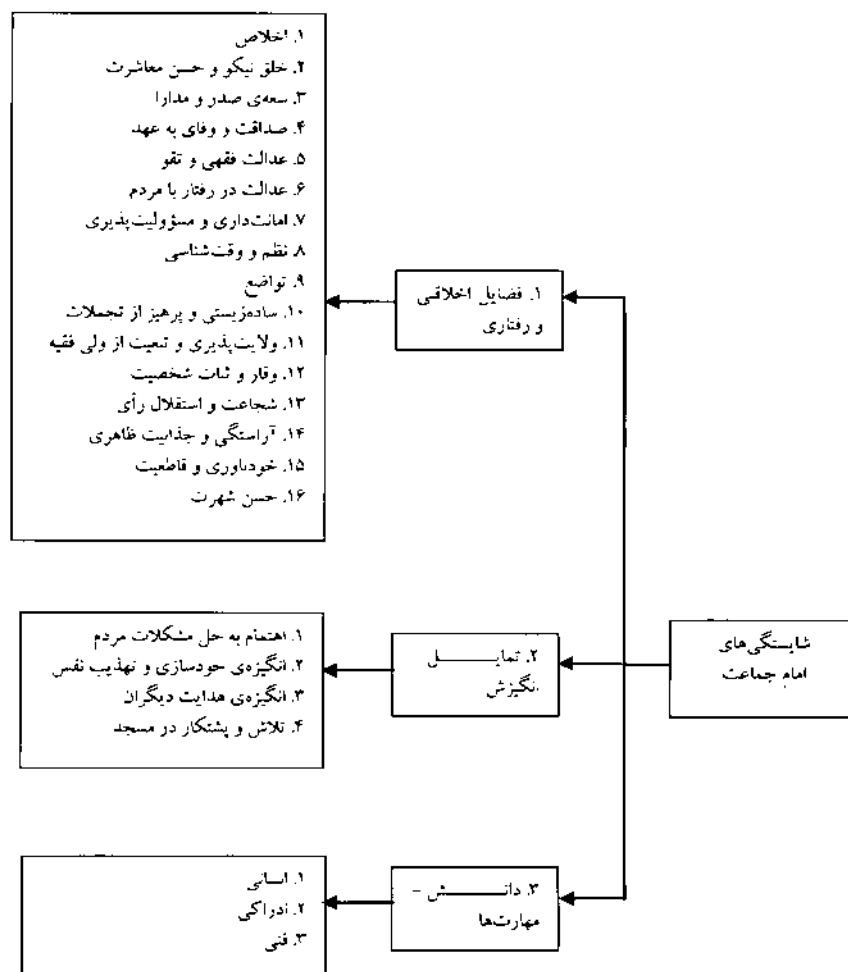 شایستگی‌های
امام جماعت
۱. فضایل اخلاقی
و رفتاری
۱. اخلاص
۲. خلق نیکو و حسن معاشرت
۳. سعه‌ی صدر و مدارا
۴. صداقت و وفای به عهد
۵. عدالت فقهی و تقو
۶. عدالت در رفتار با مردم
۷. امانت‌داری و مسؤولیت‌پذیری
۸. نظم و وقت‌شناسی
۹. تواضع
۱۰. ساده‌زیستی و پرهیز از تجملات
۱۱. ولایت‌پذیری و تبعیت از ولی فقیه
۱۲. وقار و ثبات شخصیت
۱۳. شجاعت و استقلال رأی
۱۴. آراستگی و جذابیت ظاهری
۱۵. خودباوری و قاطعیت
۱۶. حسن شهرت
۲. تمایل
نگیزش
۱. اهتمام به حل مشکلات مردم
۲. انگیزه‌ی خودسازی و تهذیب نفس
۳. انگیزه‌ی هدایت دیگران
۴. تلاش و پشتکار در مسجد
۳. دانش –
مهارت‌ها
۱. انسانی
۲. ادراکی
۳. فنی